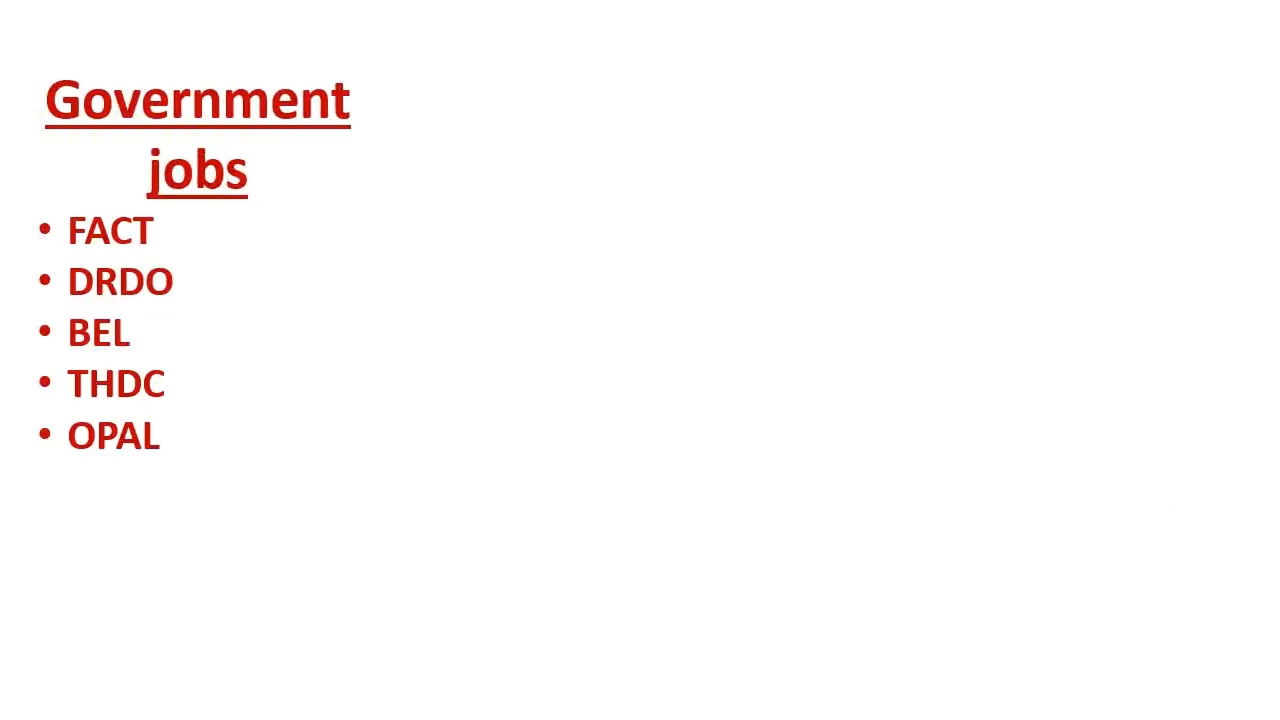 Government
jobs
• FACT
• DRDO
• BEL
• THDC
• OPAL